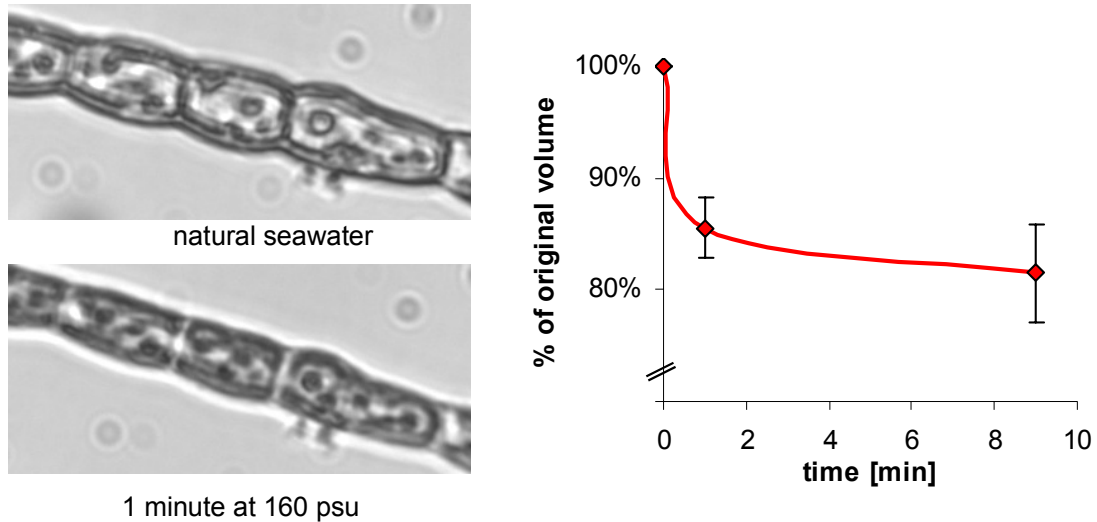 natural seawater
1 minute at 160 psu
% of original volume
100%
90%
80%
0 2 4 6 8 10
time [min]